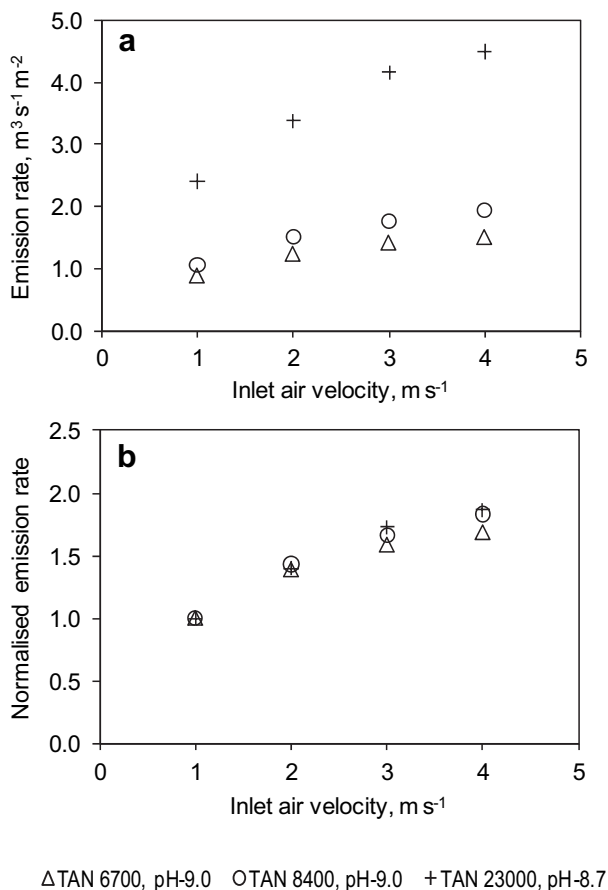 a
5.0
4.0
3.0
2.0
1.0
0.0
Emission rate, m³ s⁻¹ m⁻²
0 1 2 3 4 5
Inlet air velocity, m s⁻¹
b
2.5
2.0
1.5
1.0
0.5
0.0
Normalised emission rate
0 1 2 3 4 5
Inlet air velocity, m s⁻¹
△TAN 6700, pH-9.0 ○TAN 8400, pH-9.0 +TAN 23000, pH-8.7